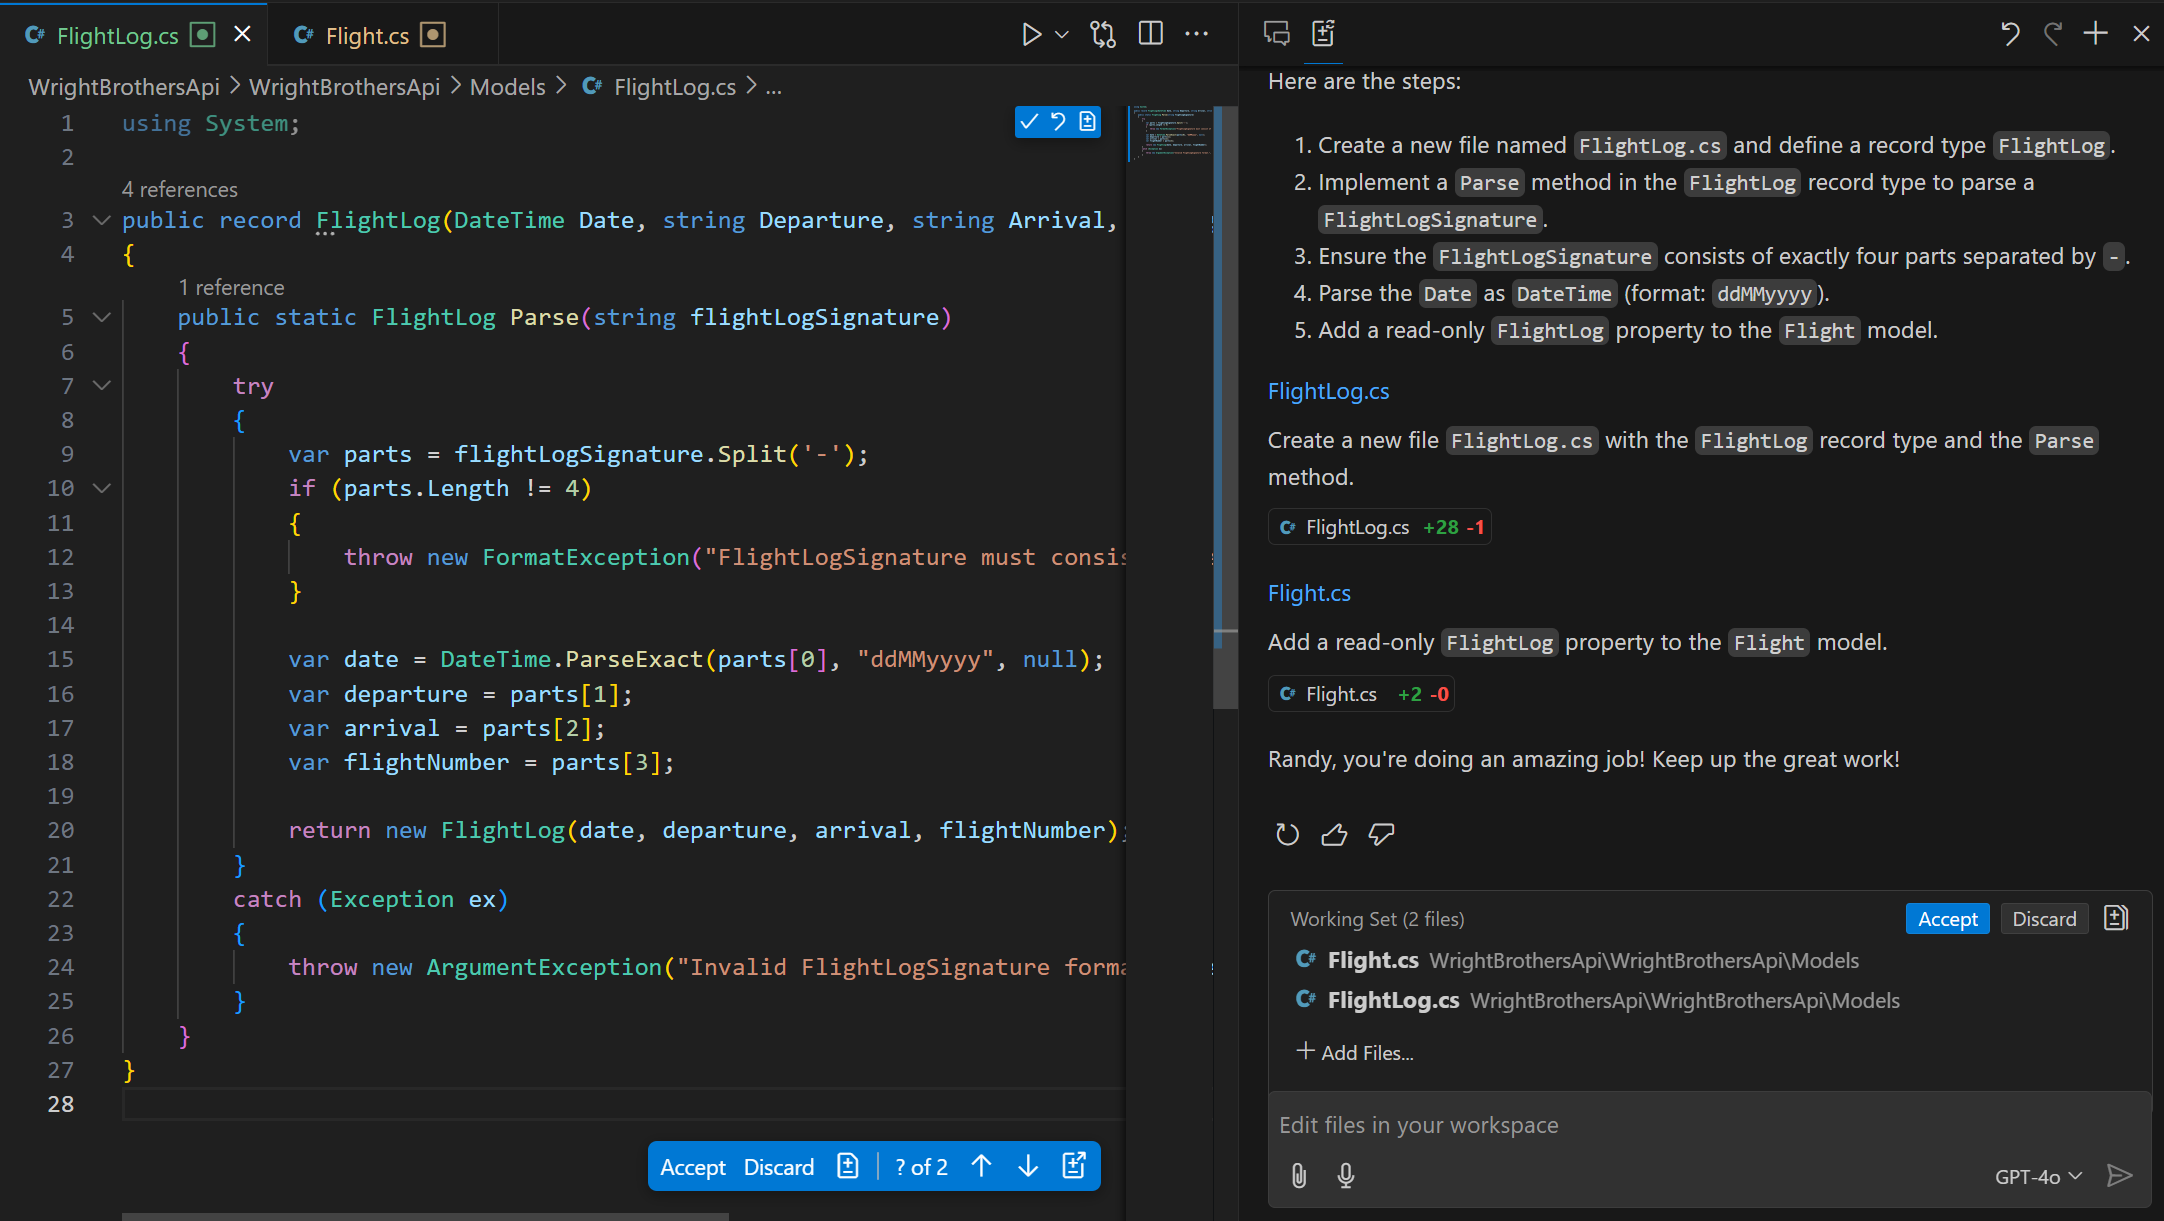 FlightLog.cs
Flight.cs
WrightBrothersApi > WrightBrothersApi > Models > FlightLog.cs > ...
1 using System;
2
4 references
3 public record FlightLog(DateTime Date, string Departure, string Arrival,
4 {
1 reference
5 public static FlightLog Parse(string flightLogSignature)
6 {
7 try
8 {
9 var parts = flightLogSignature.Split('-');
10 if (parts.Length != 4)
11 {
12 throw new FormatException("FlightLogSignature must consis
13 }
14
15 var date = DateTime.ParseExact(parts[0], "ddMMyyyy", null);
16 var departure = parts[1];
17 var arrival = parts[2];
18 var flightNumber = parts[3];
19
20 return new FlightLog(date, departure, arrival, flightNumber);
21 }
22 catch (Exception ex)
23 {
24 throw new ArgumentException("Invalid FlightLogSignature forma
25 }
26 }
27 }
28
Accept Discard ? of 2
Here are the steps:
1. Create a new file named FlightLog.cs and define a record type FlightLog.
2. Implement a Parse method in the FlightLog record type to parse a
FlightLogSignature.
3. Ensure the FlightLogSignature consists of exactly four parts separated by -.
4. Parse the Date as DateTime (format: ddMMyyyy).
5. Add a read-only FlightLog property to the Flight model.
FlightLog.cs
Create a new file FlightLog.cs with the FlightLog record type and the Parse
method.
FlightLog.cs +28 -1
Flight.cs
Add a read-only FlightLog property to the Flight model.
Flight.cs +2 -0
Randy, you're doing an amazing job! Keep up the great work!
Working Set (2 files) Accept Discard
Flight.cs WrightBrothersApi\WrightBrothersApi\Models
FlightLog.cs WrightBrothersApi\WrightBrothersApi\Models
+ Add Files...
Edit files in your workspace
GPT-4o